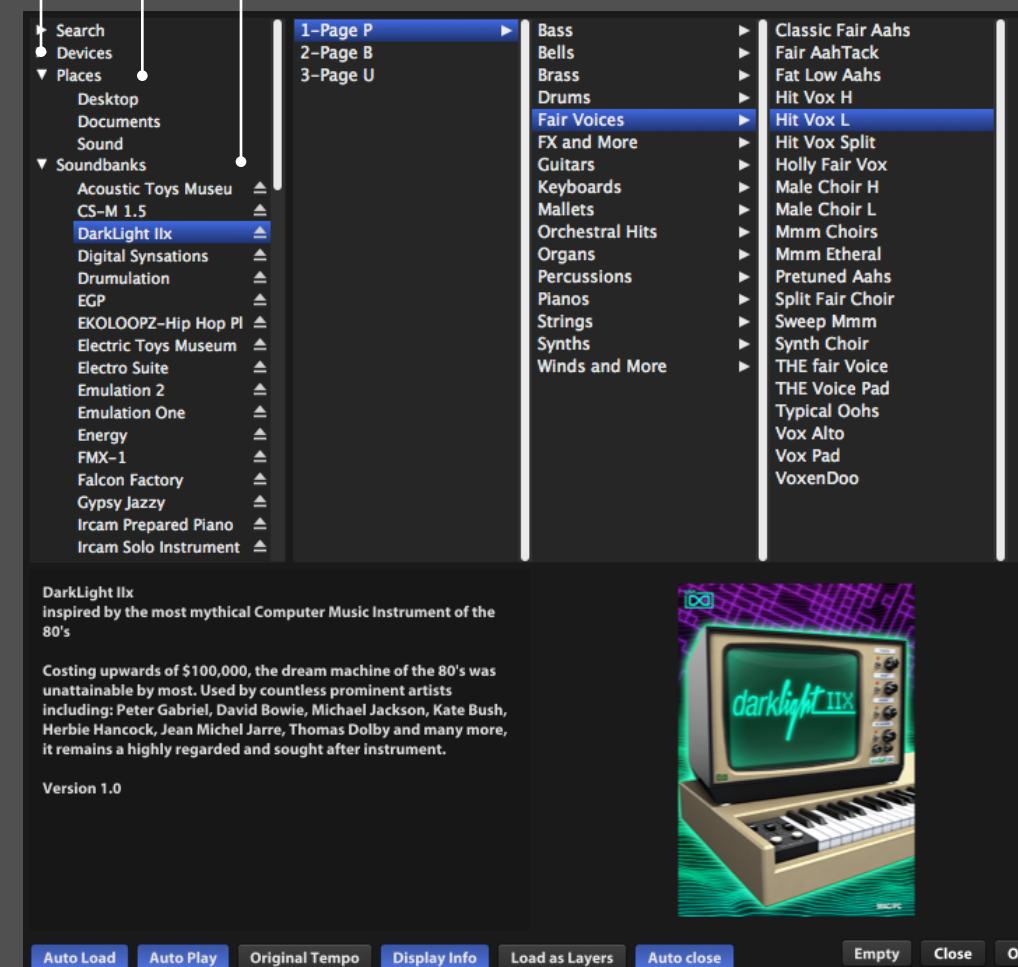 Search
Devices
Places
Desktop
Documents
Sound
Soundbanks
Acoustic Toys Museu
CS-M 1.5
DarkLight IIx
Digital Synsations
Drumulation
EGP
EKOLOOPZ-Hip Hop Pl
Electric Toys Museum
Electro Suite
Emulation 2
Emulation One
Energy
FMX-1
Falcon Factory
Gypsy Jazzy
Ircam Prepared Piano
Ircam Solo Instrument
1-Page P
2-Page B
3-Page U
Bass
Bells
Brass
Drums
Fair Voices
FX and More
Guitars
Keyboards
Mallets
Orchestral Hits
Organs
Percussions
Pianos
Strings
Synths
Winds and More
Classic Fair Aahs
Fair AahTack
Fat Low Aahs
Hit Vox H
Hit Vox L
Hit Vox Split
Holly Fair Vox
Male Choir H
Male Choir L
Mmm Choirs
Mmm Etheral
Pretuned Aahs
Split Fair Choir
Sweep Mmm
Synth Choir
THE fair Voice
THE Voice Pad
Typical Oohs
Vox Alto
Vox Pad
VoxenDoo
DarkLight IIx
inspired by the most mythical Computer Music Instrument of the
80's
Costing upwards of $100,000, the dream machine of the 80's was
unattainable by most. Used by countless prominent artists
including: Peter Gabriel, David Bowie, Michael Jackson, Kate Bush,
Herbie Hancock, Jean Michel Jarre, Thomas Dolby and many more,
it remains a highly regarded and sought after instrument.
Version 1.0
darklight IIX
MAC/PC
Auto Load
Auto Play
Original Tempo
Display Info
Load as Layers
Auto close
Empty
Close